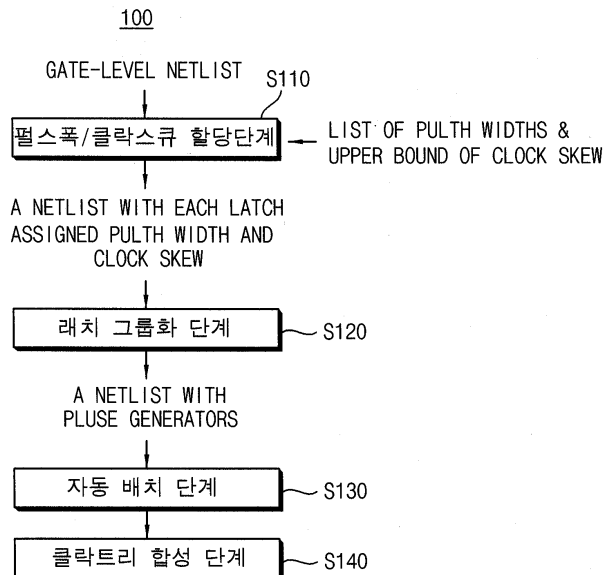 100
GATE-LEVEL NETLIST
S110
펄스폭/클락스큐 할당단계
LIST OF PULTH WIDTHS &
UPPER BOUND OF CLOCK SKEW
A NETLIST WITH EACH LATCH
ASSIGNED PULTH WIDTH AND
CLOCK SKEW
래치 그룹화 단계
S120
A NETLIST WITH
PLUSE GENERATORS
자동 배치 단계
S130
클락트리 합성 단계
S140